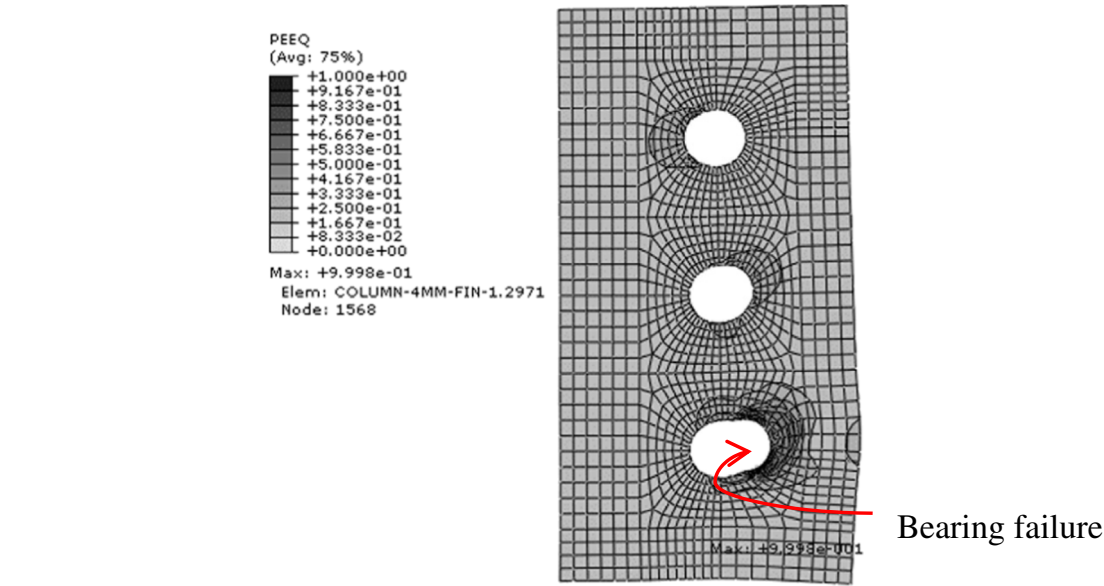 PEEQ
(Avg: 75%)
+1.000e+00
+9.167e-01
+8.333e-01
+7.500e-01
+6.667e-01
+5.833e-01
+5.000e-01
+4.167e-01
+3.333e-01
+2.500e-01
+1.667e-01
+8.333e-02
+0.000e+00
Max: +9.998e-01
Elem: COLUMN-4MM-FIN-1.2971
Node: 1568
Bearing failure
Max: +9.998e-001